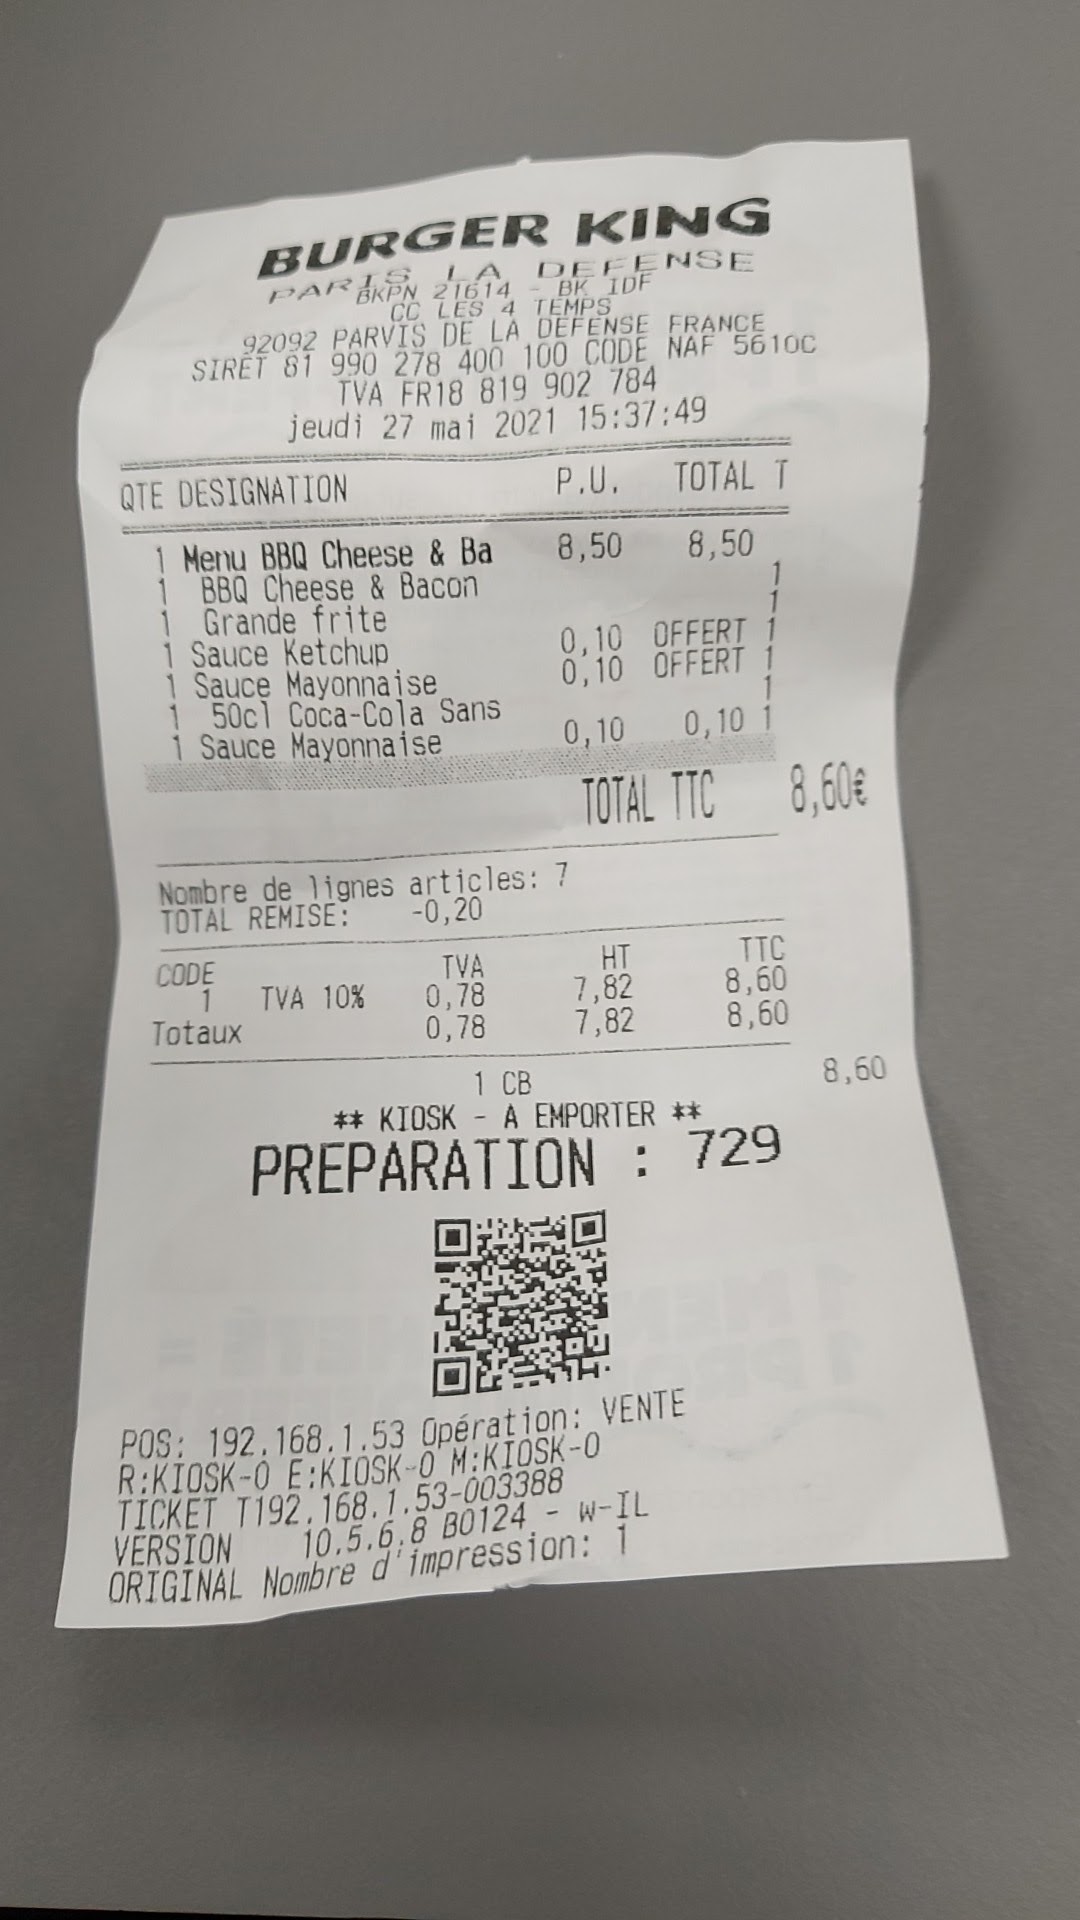 BURGER KING
PARIS LA DEFENSE
BKPN 21614 - BK IDF
CC LES 4 TEMPS
92092 PARVIS DE LA DEFENSE FRANCE
SIRET 81 990 278 400 100 CODE NAF 5610C
TVA FR18 819 902 784
jeudi 27 mai 2021 15:37:49
QTE DESIGNATION P.U. TOTAL T
1 Menu BBQ Cheese & Ba 8,50 8,50
1 BBQ Cheese & Bacon 1
1 Grande frite 1
1 Sauce Ketchup 0,10 OFFERT 1
1 Sauce Mayonnaise 0,10 OFFERT 1
1 50cl Coca-Cola Sans 1
1 Sauce Mayonnaise 0,10 0,10 1
TOTAL TTC 8,60€
Nombre de lignes articles: 7
TOTAL REMISE: -0,20
CODE TVA HT TTC
1 TVA 10% 0,78 7,82 8,60
Totaux 0,78 7,82 8,60
1 CB 8,60
** KIOSK - A EMPORTER **
PREPARATION : 729
POS: 192.168.1.53 Opération: VENTE
R:KIOSK-O E:KIOSK-O M:KIOSK-O
TICKET T192.168.1.53-003388
VERSION 10.5.6.8 B0124 - w-IL
ORIGINAL Nombre d'impression: 1